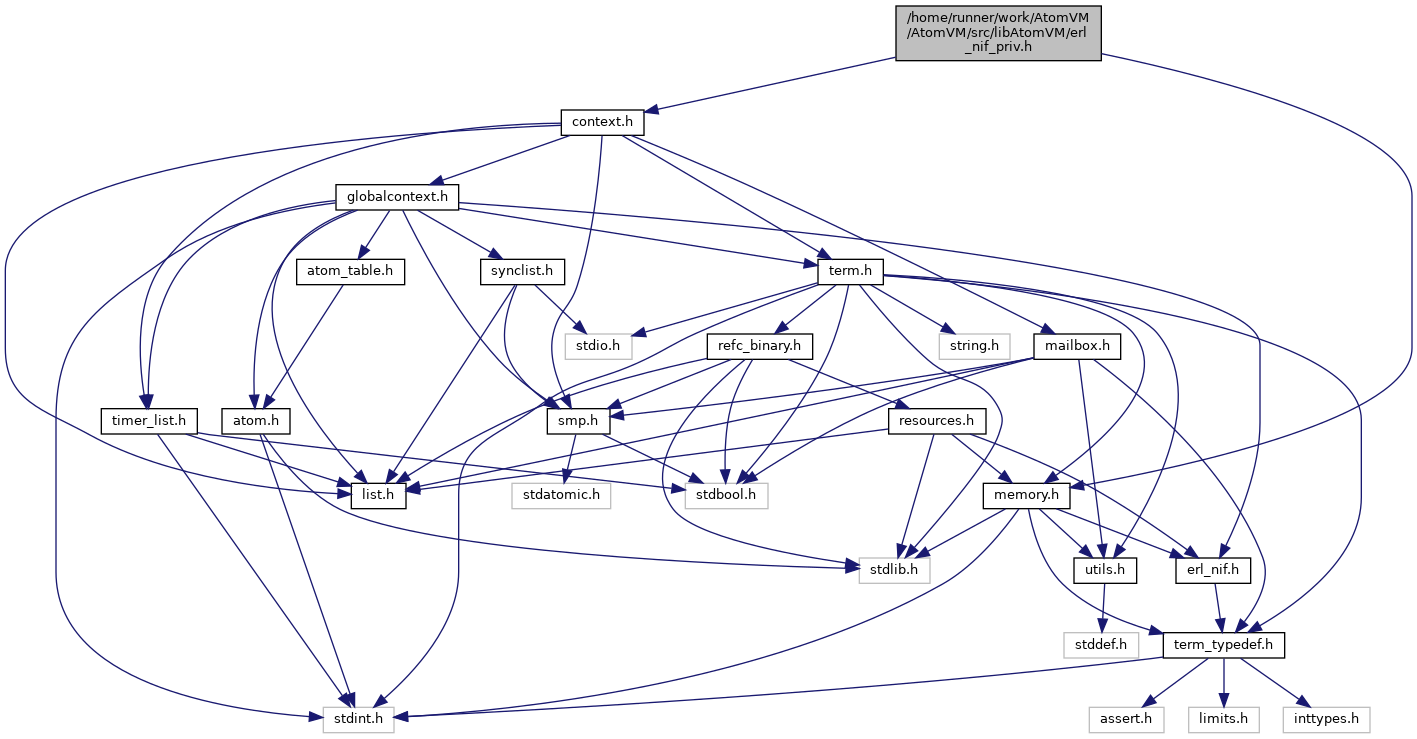 /home/runner/work/AtomVM
/AtomVM/src/libAtomVM/erl
_nif_priv.h
context.h
globalcontext.h
atom_table.h
synclist.h
term.h
stdio.h
refc_binary.h
string.h
mailbox.h
timer_list.h
atom.h
smp.h
resources.h
list.h
stdatomic.h
stdbool.h
memory.h
stdlib.h
utils.h
erl_nif.h
stddef.h
term_typedef.h
stdint.h
assert.h
limits.h
inttypes.h